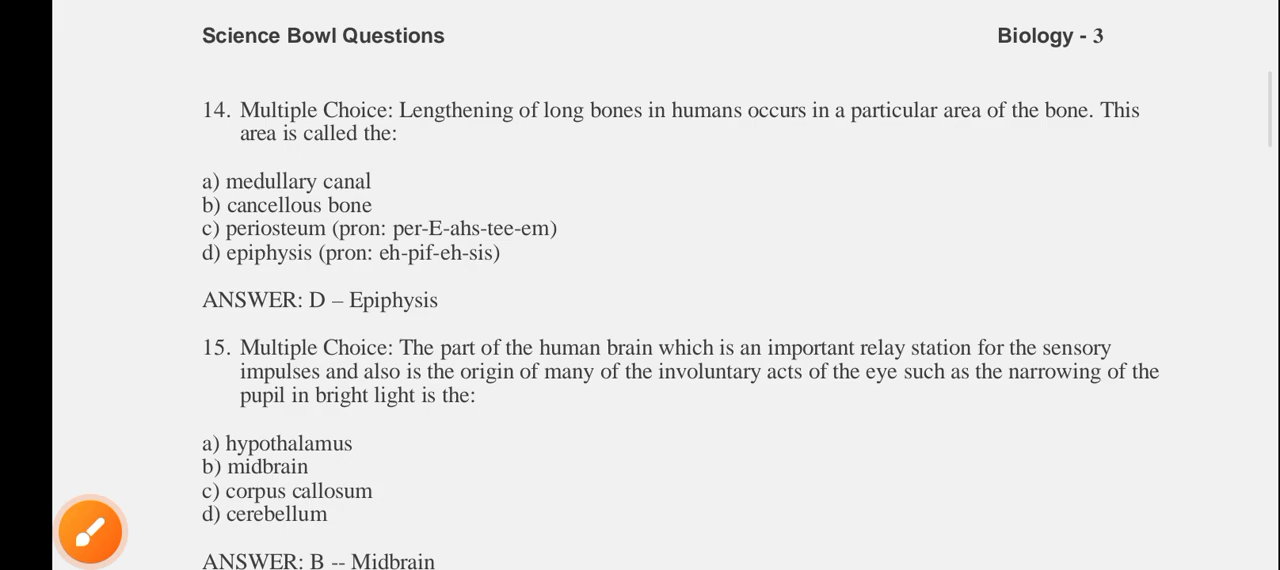 Science Bowl Questions Biology - 3
14. Multiple Choice: Lengthening of long bones in humans occurs in a particular area of the bone. This
area is called the:
a) medullary canal
b) cancellous bone
c) periosteum (pron: per-E-ahs-tee-em)
d) epiphysis (pron: eh-pif-eh-sis)
ANSWER: D – Epiphysis
15. Multiple Choice: The part of the human brain which is an important relay station for the sensory
impulses and also is the origin of many of the involuntary acts of the eye such as the narrowing of the
pupil in bright light is the:
a) hypothalamus
b) midbrain
c) corpus callosum
d) cerebellum
ANSWER: B -- Midbrain